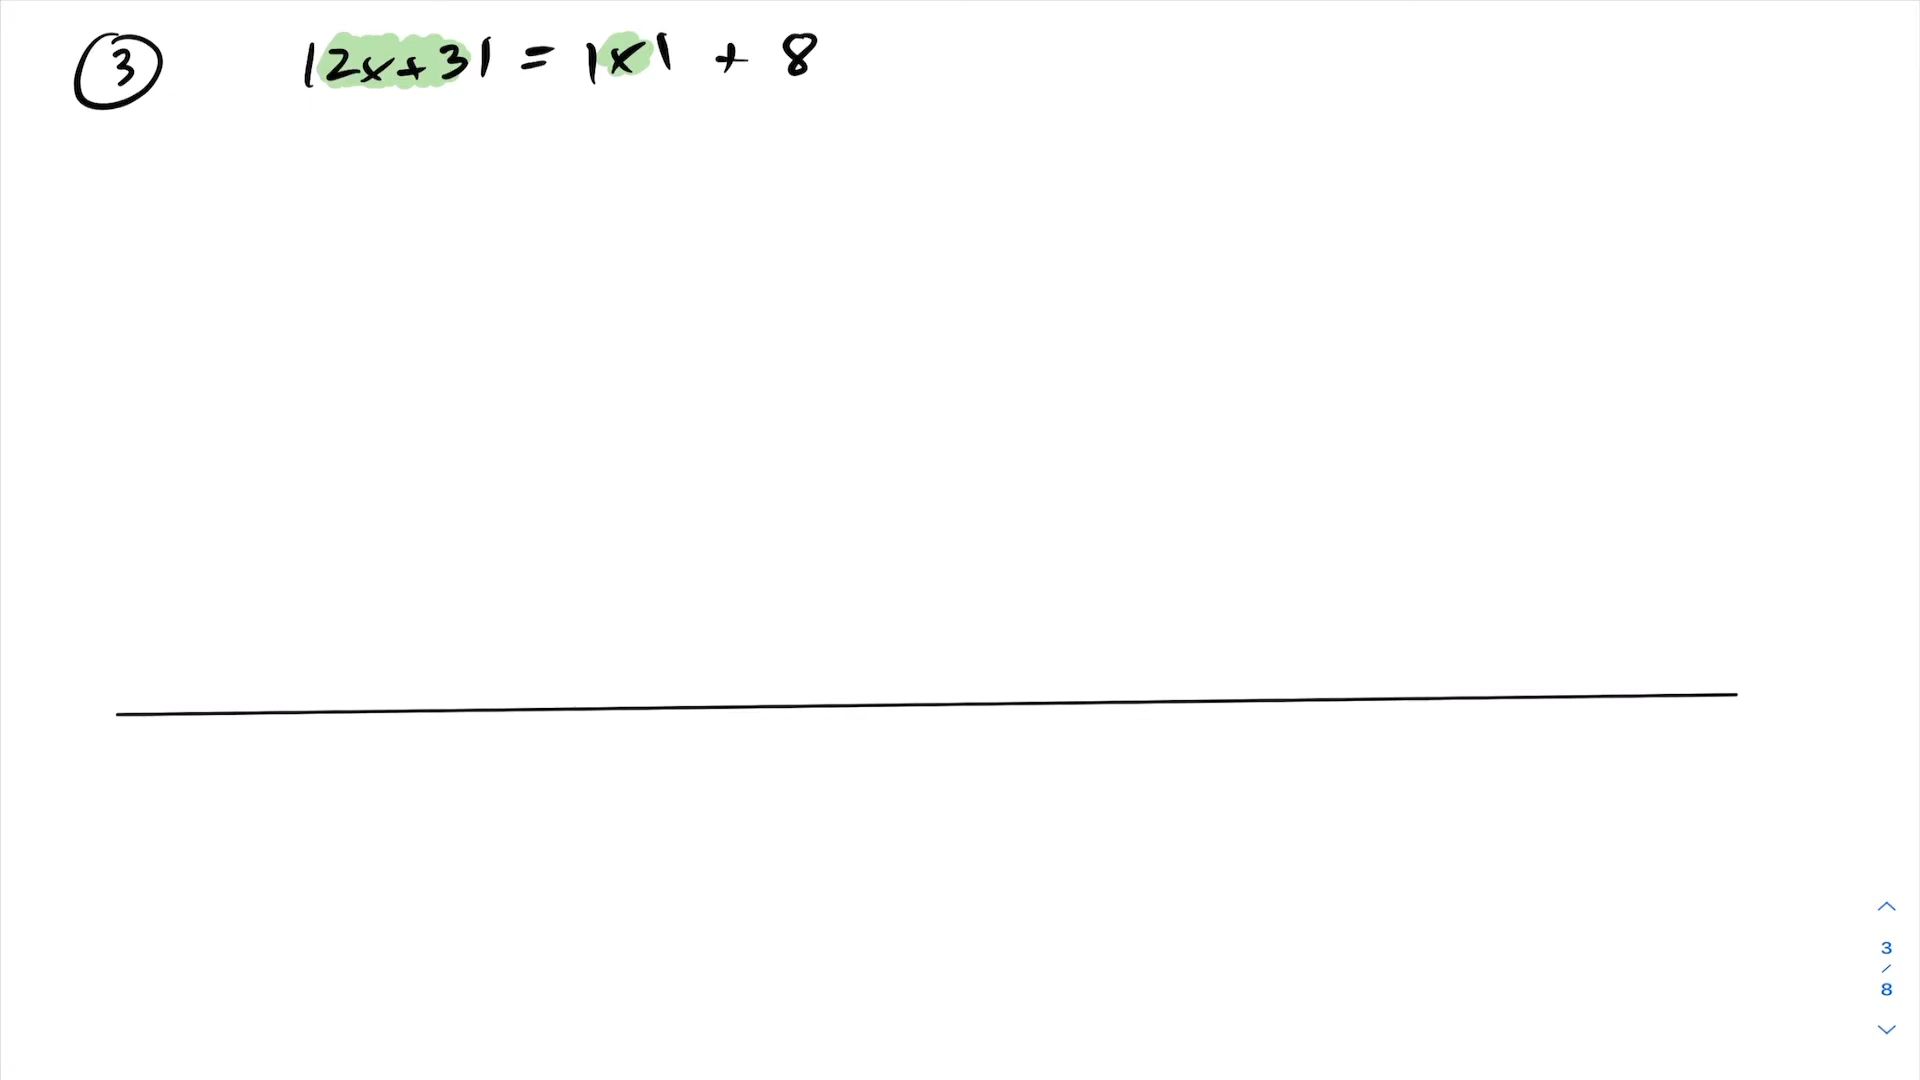 3 |2x+3| = |x| + 8
3
/
8